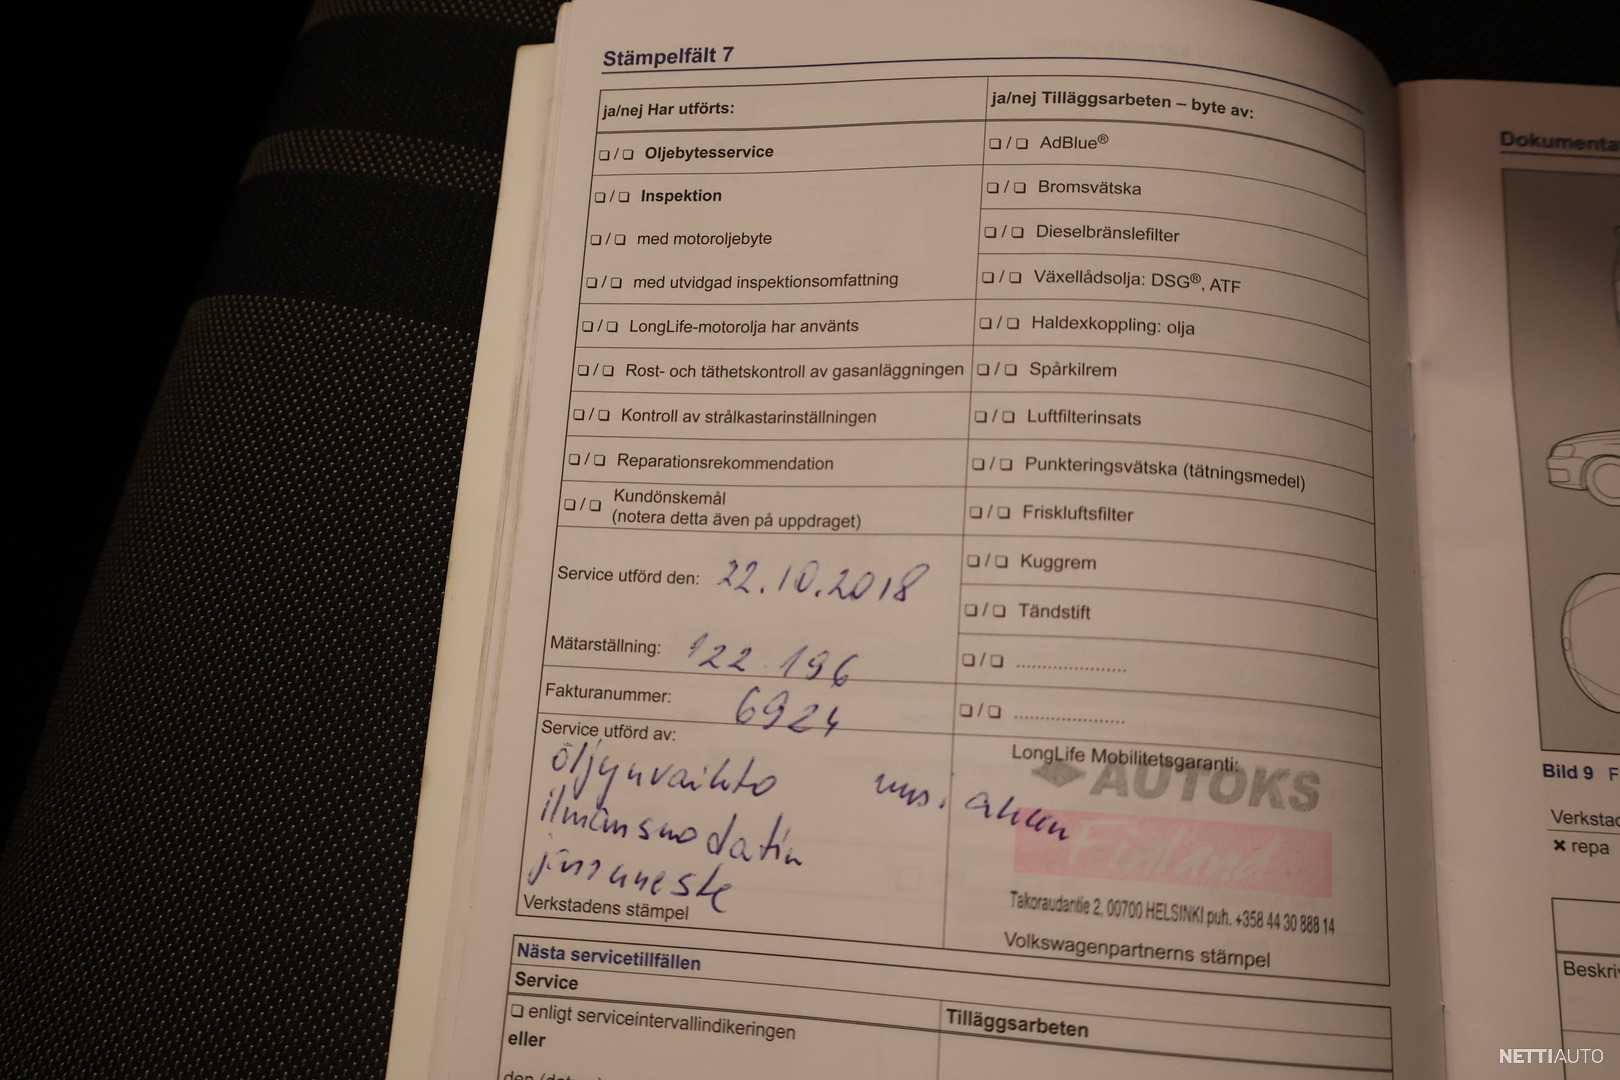 Stämpelfält 7
ja/nej Har utförts:
❏ / ❏ Oljebytesservice
❏ / ❏ Inspektion
❏ / ❏ med motoroljebyte
❏ / ❏ med utvidgad inspektionsomfattning
❏ / ❏ LongLife-motorolja har använts
❏ / ❏ Rost- och täthetskontroll av gasanläggningen
❏ / ❏ Kontroll av strålkastarinställningen
❏ / ❏ Reparationsrekommendation
❏ / ❏ Kundönskemål
(notera detta även på uppdraget)
Service utförd den: 22.10.2018
Mätarställning: 122 196
Fakturanummer: 6924
Service utförd av:
öljynvaihto
ilmansuodatin
jarruneste
Verkstadens stämpel
ja/nej Tilläggsarbeten – byte av:
❏ / ❏ AdBlue®
❏ / ❏ Bromsvätska
❏ / ❏ Dieselbränslefilter
❏ / ❏ Växellådsolja: DSG®, ATF
❏ / ❏ Haldexkoppling: olja
❏ / ❏ Spårkilrem
❏ / ❏ Luftfilterinsats
❏ / ❏ Punkteringsvätska (tätningsmedel)
❏ / ❏ Friskluftsfilter
❏ / ❏ Kuggrem
❏ / ❏ Tändstift
❏ / ❏ .....................
❏ / ❏ .....................
LongLife Mobilitetsgaranti:
AUTOKS
Finland
Takoraudantie 2, 00700 HELSINKI puh. +358 44 30 888 14
Volkswagenpartnerns stämpel
Nästa servicetillfällen
Service
❏ enligt serviceintervallindikeringen
eller
Tilläggsarbeten
Bild 9 F
✖ repa
NETTIAUTO